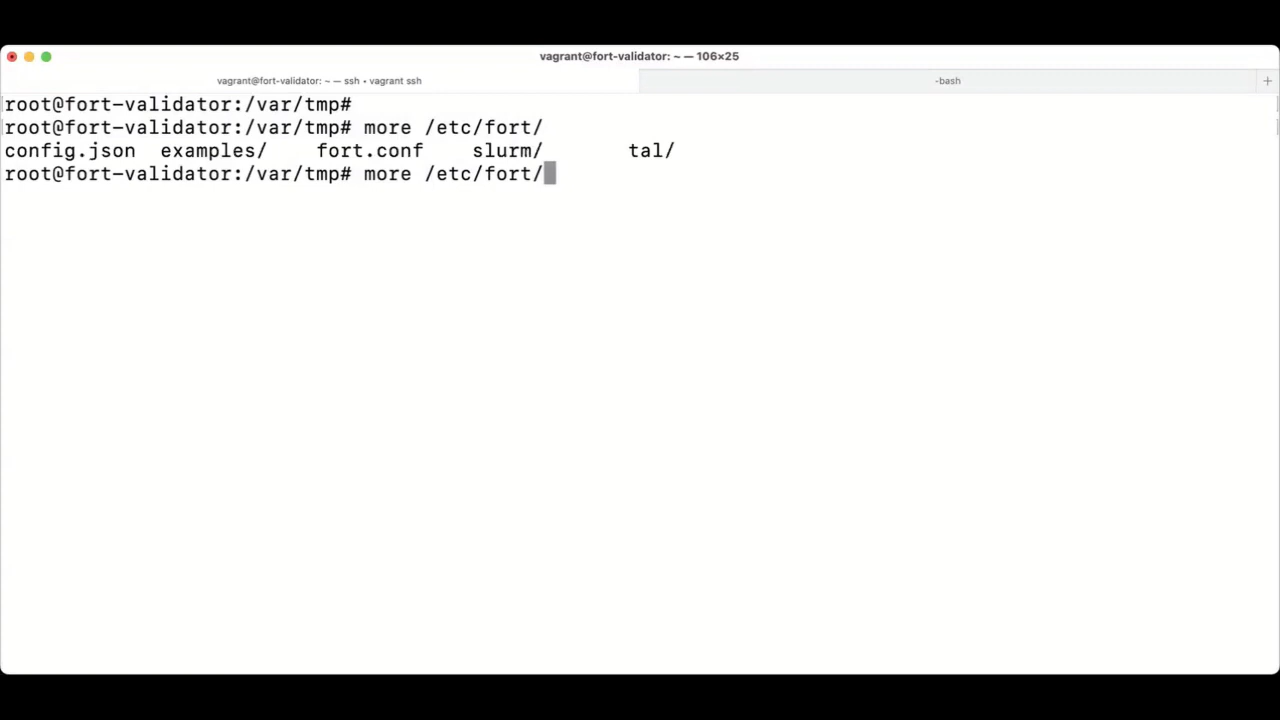 vagrant@fort-validator: ~ — 106×25
vagrant@fort-validator: ~ — ssh • vagrant ssh
-bash
+
root@fort-validator:/var/tmp#
root@fort-validator:/var/tmp# more /etc/fort/
config.json  examples/    fort.conf    slurm/       tal/
root@fort-validator:/var/tmp# more /etc/fort/